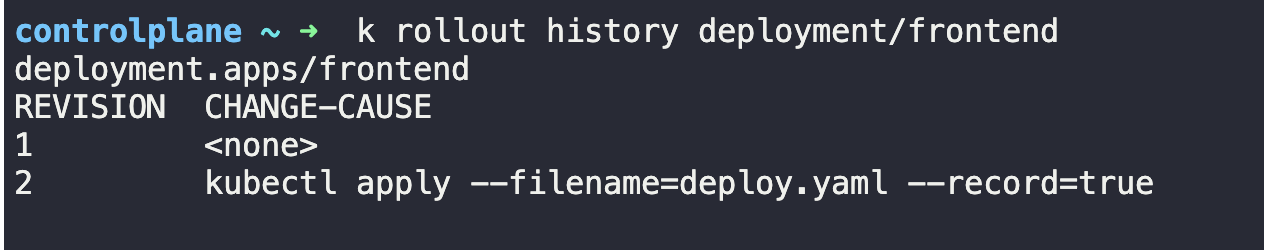 controlplane ~ ➜  k rollout history deployment/frontend
deployment.apps/frontend
REVISION  CHANGE-CAUSE
1         <none>
2         kubectl apply --filename=deploy.yaml --record=true